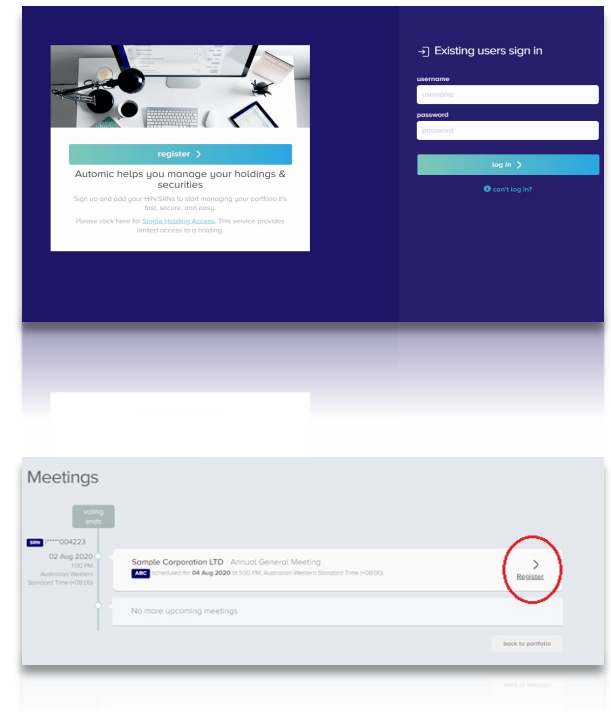 register
Automic helps you manage your holdings &
securities
Sign up and add your HIN/SRNs to start managing your portfolio.It's
fast, secure, and easy.
Please click here for Single Holding Access. This service provides
limited access to a holding.
Existing users sign in
username
username
password
password
log in
can't log in?
Meetings
voting
ends
SRN I*****004223
02 Aug 2020
1:00 PM
Australian Western
Standard Time (+08:00)
Sample Corporation LTD Annual General Meeting
ABC scheduled for 04 Aug 2020 at 1:00 PM, Australian Western Standard Time (+08:00)
Register
No more upcoming meetings
back to portfolio